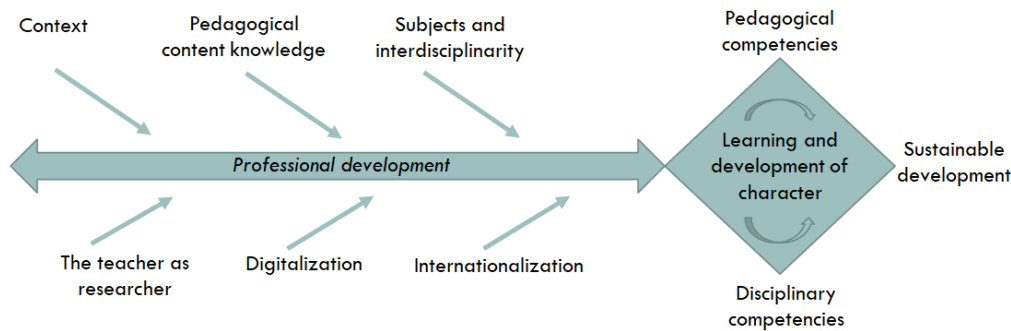 Context
Pedagogical
content knowledge
Subjects and
interdisciplinarity
Pedagogical
competencies
Professional development
Learning and
development of
character
Sustainable
development
The teacher as
researcher
Digitalization
Internationalization
Disciplinary
competencies